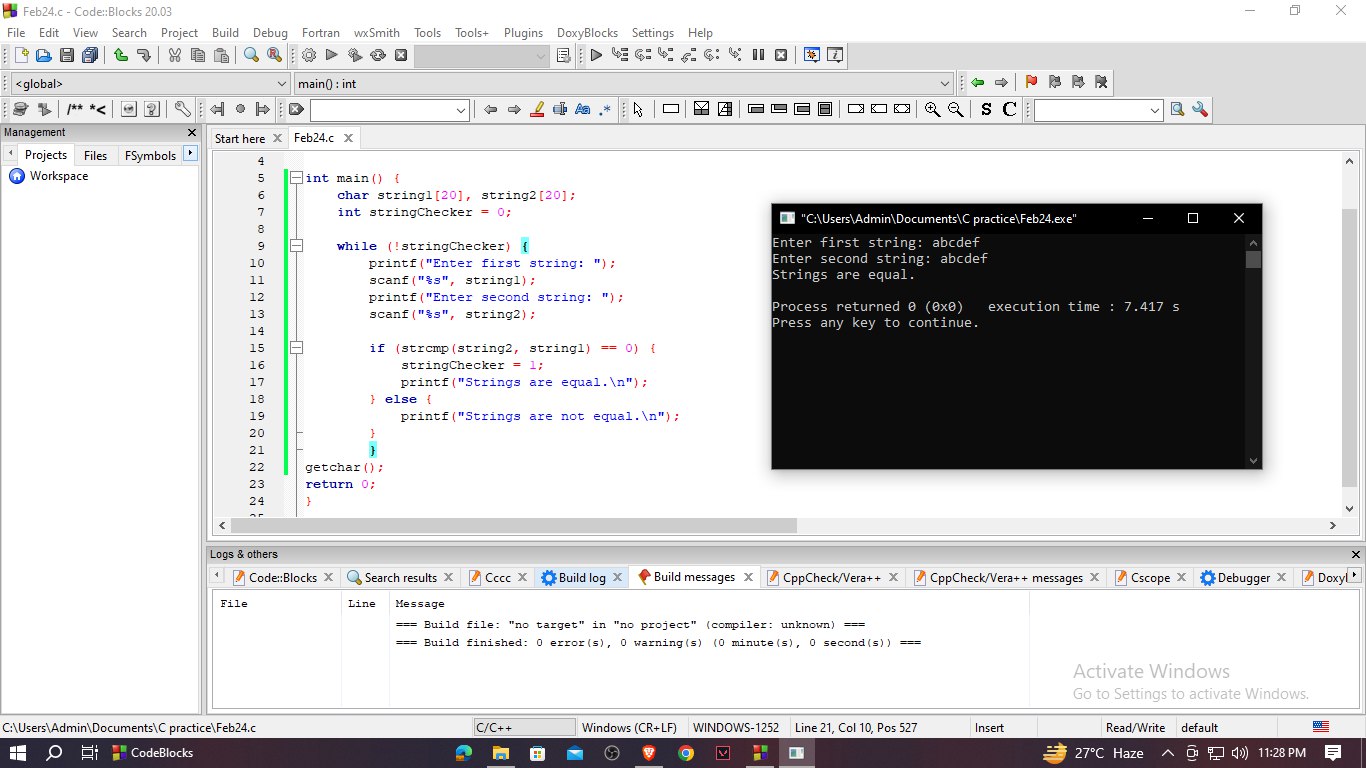 Feb24.c - Code::Blocks 20.03
File Edit View Search Project Build Debug Fortran wxSmith Tools Tools+ Plugins DoxyBlocks Settings Help
<global> main() : int
/** *< S C
Management
Projects Files FSymbols
Workspace
Start here Feb24.c
4
5 int main() {
6 char string1[20], string2[20];
7 int stringChecker = 0;
8
9 while (!stringChecker) {
10 printf("Enter first string: ");
11 scanf("%s", string1);
12 printf("Enter second string: ");
13 scanf("%s", string2);
14
15 if (strcmp(string2, string1) == 0) {
16 stringChecker = 1;
17 printf("Strings are equal.\n");
18 } else {
19 printf("Strings are not equal.\n");
20 }
21 }
22 getchar();
23 return 0;
24 }
"C:\Users\Admin\Documents\C practice\Feb24.exe"
Enter first string: abcdef
Enter second string: abcdef
Strings are equal.
Process returned 0 (0x0) execution time : 7.417 s
Press any key to continue.
Logs & others
Code::Blocks Search results Cccc Build log Build messages CppCheck/Vera++ CppCheck/Vera++ messages Cscope Debugger Doxy
File Line Message
=== Build file: "no target" in "no project" (compiler: unknown) ===
=== Build finished: 0 error(s), 0 warning(s) (0 minute(s), 0 second(s)) ===
Activate Windows
Go to Settings to activate Windows.
C:\Users\Admin\Documents\C practice\Feb24.c C/C++ Windows (CR+LF) WINDOWS-1252 Line 21, Col 10, Pos 527 Insert Read/Write default
CodeBlocks 27°C Haze 11:28 PM